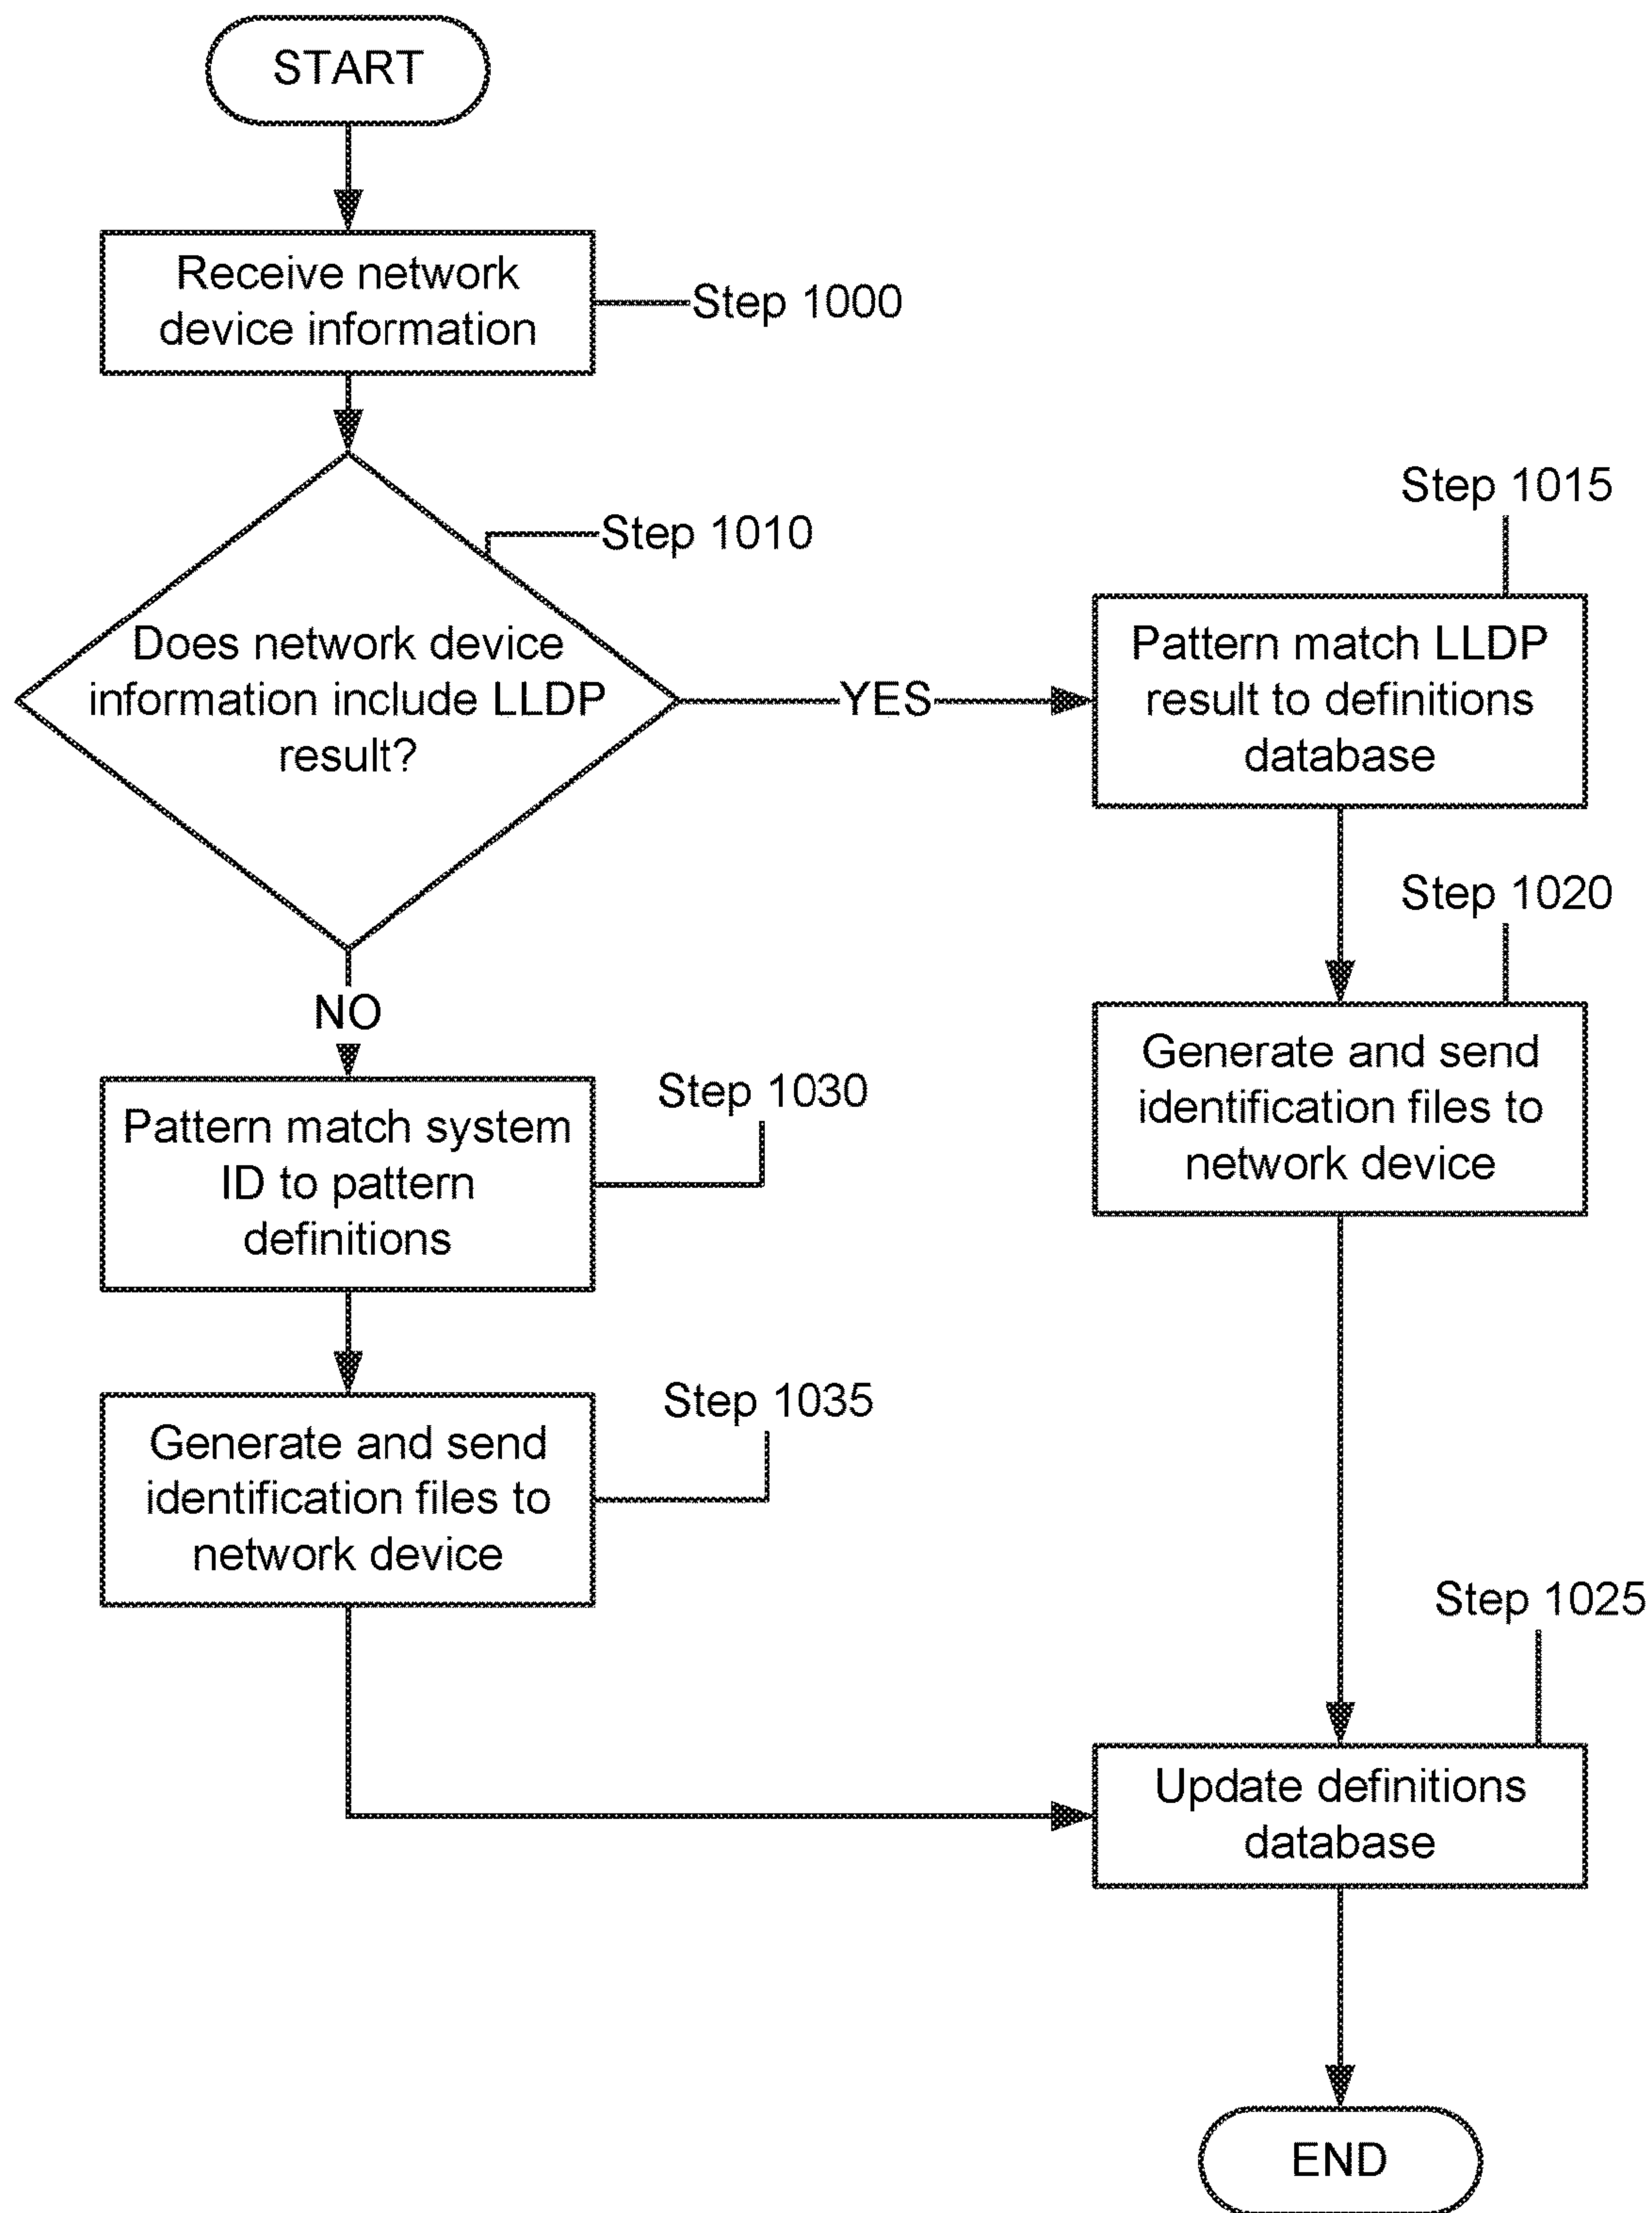 START
Receive network
device information
Step 1000
Step 1010
Does network device
information include LLDP
result?
YES
Step 1015
Pattern match LLDP
result to definitions
database
Step 1020
Generate and send
identification files to
network device
NO
Step 1030
Pattern match system
ID to pattern
definitions
Step 1035
Generate and send
identification files to
network device
Step 1025
Update definitions
database
END